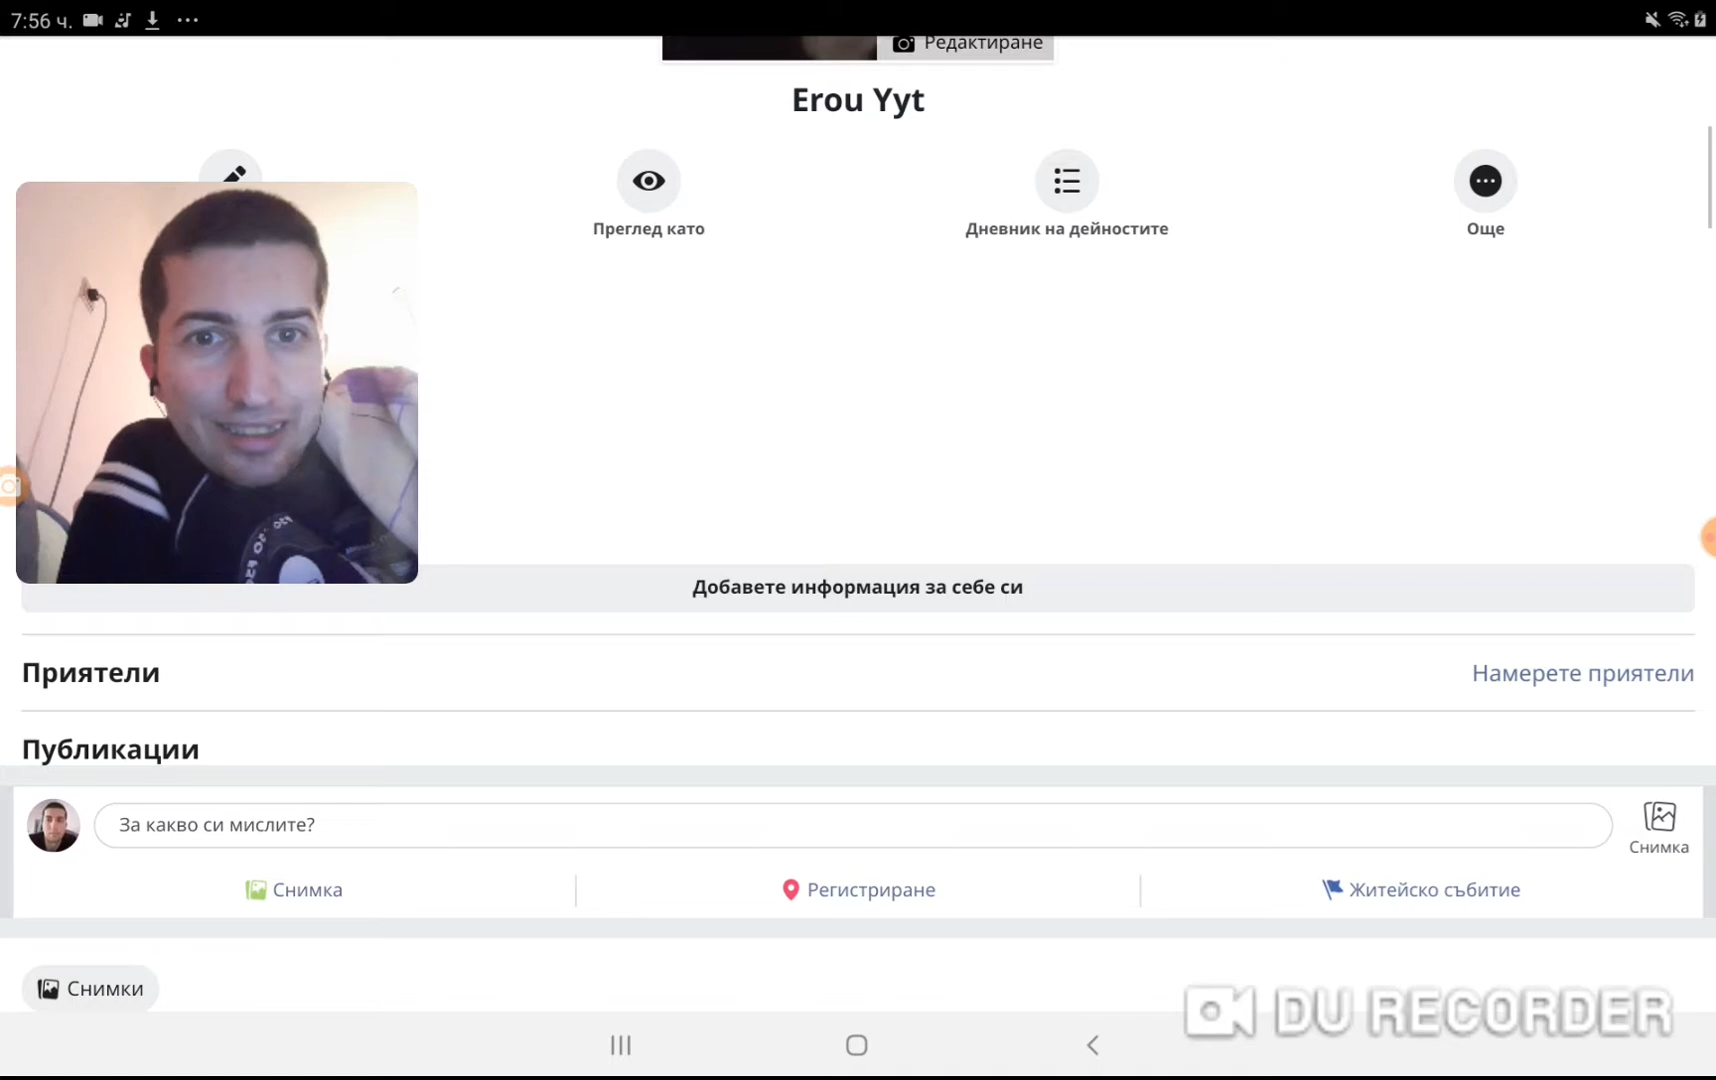 7:56 ч.
Редактиране
Erou Yyt
Преглед като
Дневник на дейностите
Още
Добавете информация за себе си
Приятели
Намерете приятели
Публикации
За какво си мислите?
Снимка
Снимка
Регистриране
Житейско събитие
Снимки
DU RECORDER